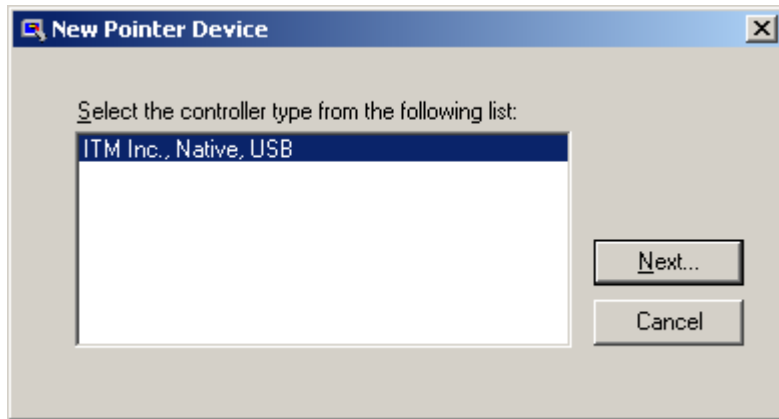 New Pointer Device
Select the controller type from the following list:
ITM Inc., Native, USB
Next...
Cancel